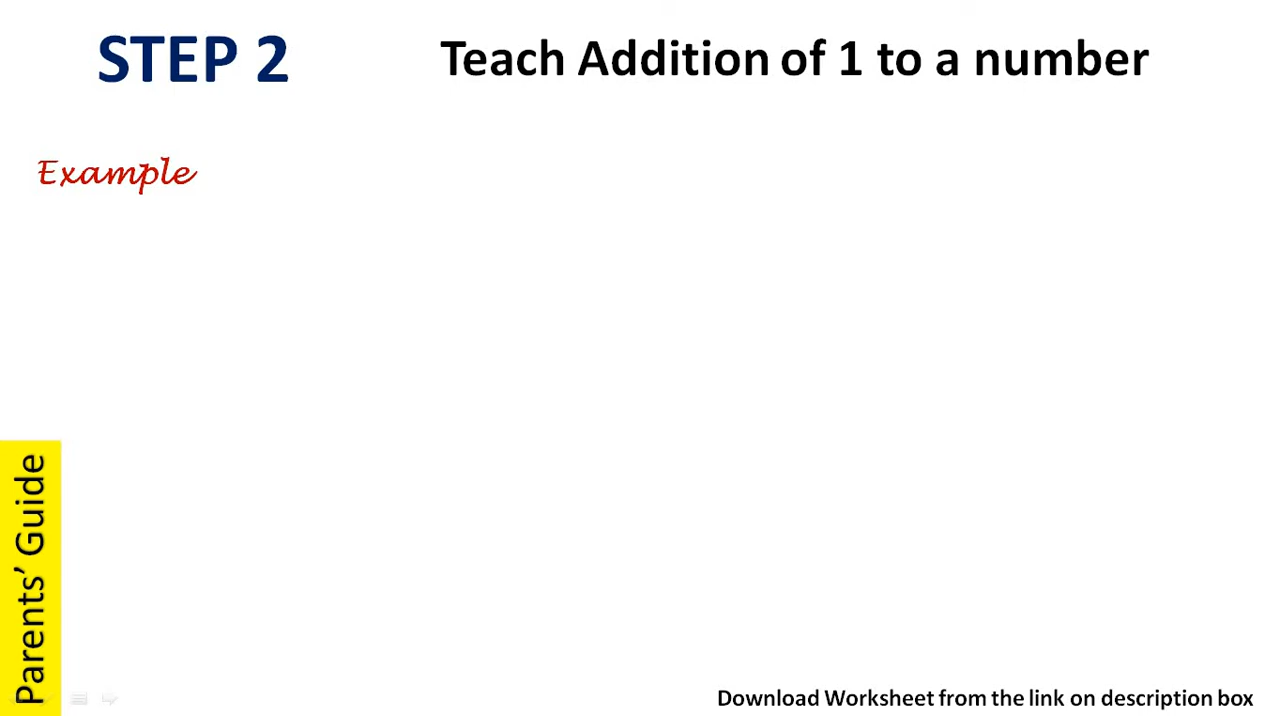 STEP 2
Teach Addition of 1 to a number
Example
Parents’ Guide
Download Worksheet from the link on description box